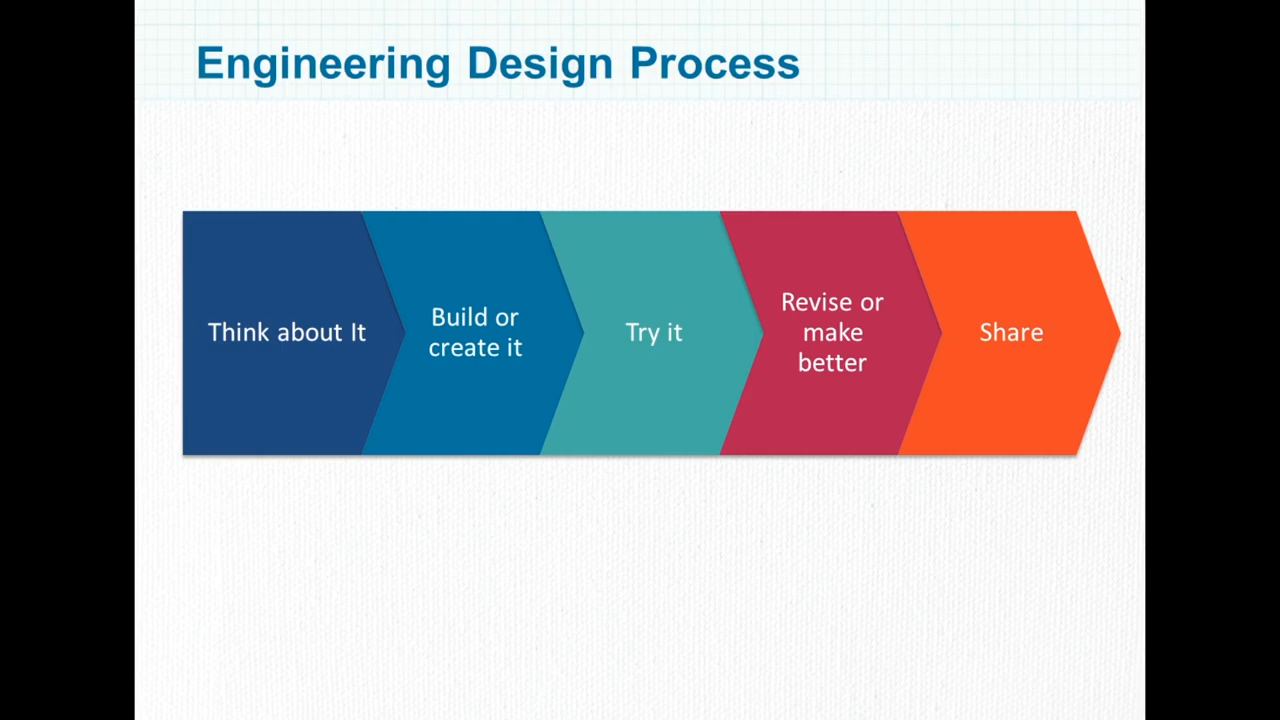 Engineering Design Process
Think about It
Build or
create it
Try it
Revise or
make
better
Share